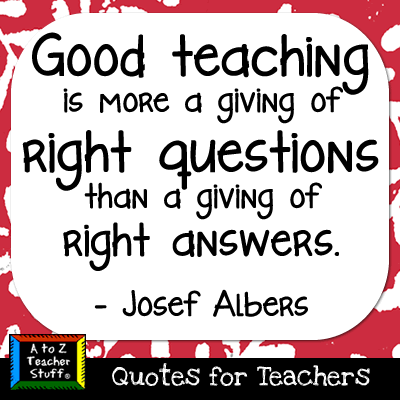 Good teaching
is more a giving of
right questions
than a giving of
right answers.
- Josef Albers
A to Z
Teacher
Stuff®
Quotes for Teachers